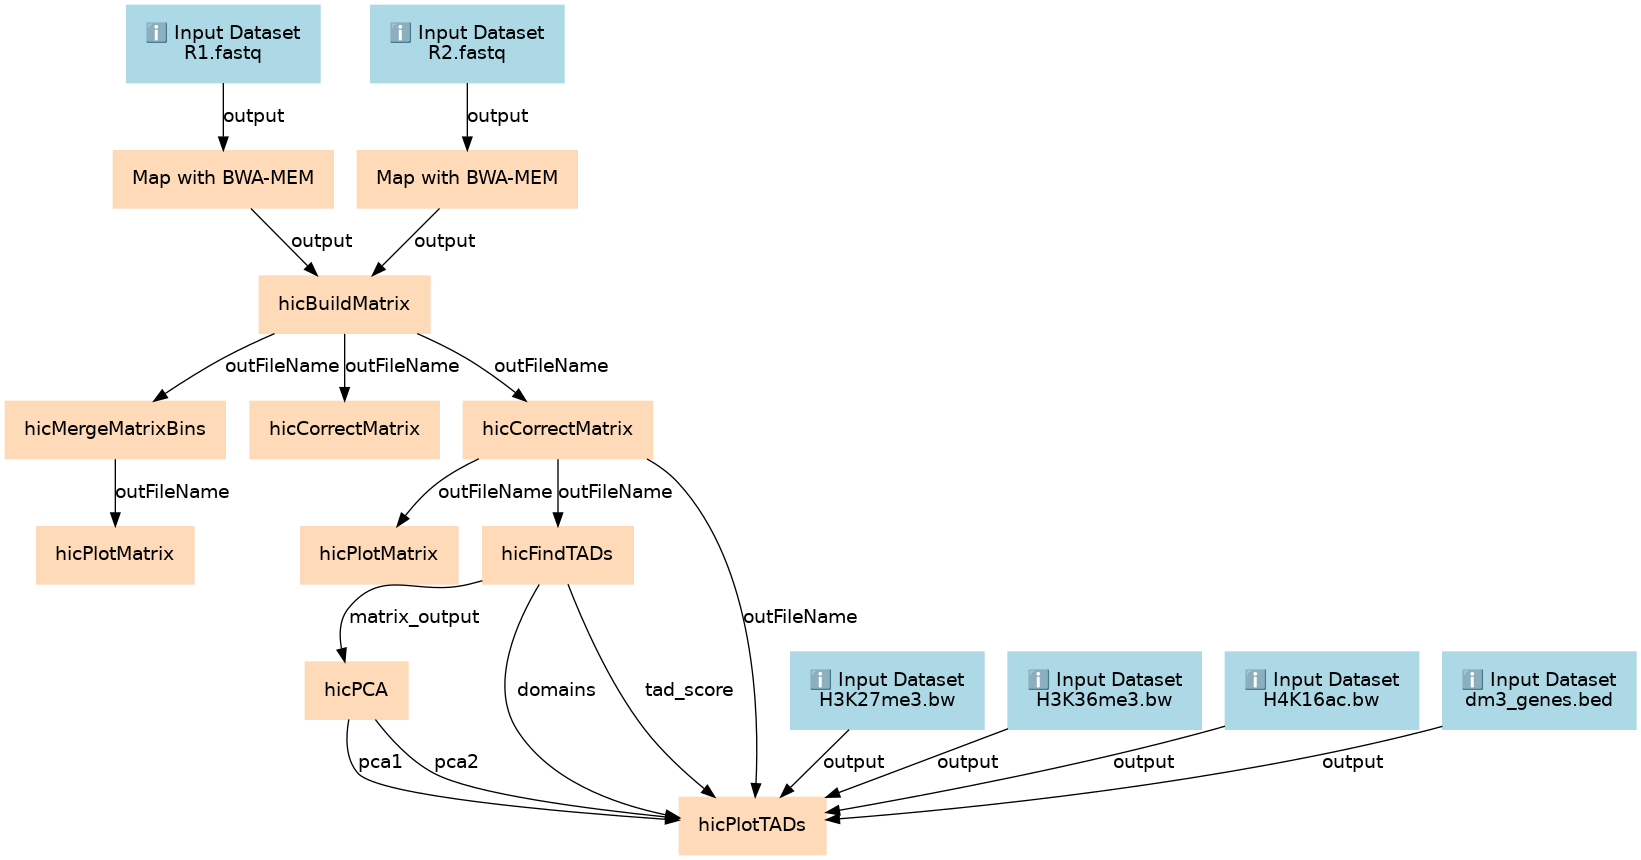 ℹ️ Input Dataset
R1.fastq
ℹ️ Input Dataset
R2.fastq
output
output
Map with BWA-MEM
Map with BWA-MEM
output
output
hicBuildMatrix
outFileName
outFileName
outFileName
hicMergeMatrixBins
hicCorrectMatrix
hicCorrectMatrix
outFileName
outFileName
outFileName
hicPlotMatrix
hicPlotMatrix
hicFindTADs
matrix_output
outFileName
hicPCA
domains
tad_score
ℹ️ Input Dataset
H3K27me3.bw
ℹ️ Input Dataset
H3K36me3.bw
ℹ️ Input Dataset
H4K16ac.bw
ℹ️ Input Dataset
dm3_genes.bed
pca1
pca2
output
output
output
output
hicPlotTADs